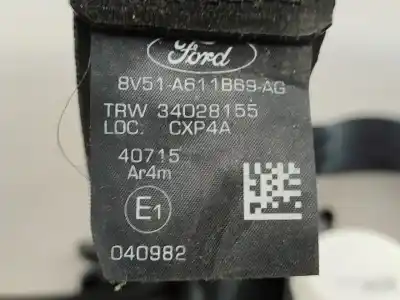 Ford
8V51-A611B69-AG
TRW 34028155
LOC. CXP4A
40715
Ar4m
E1
040982